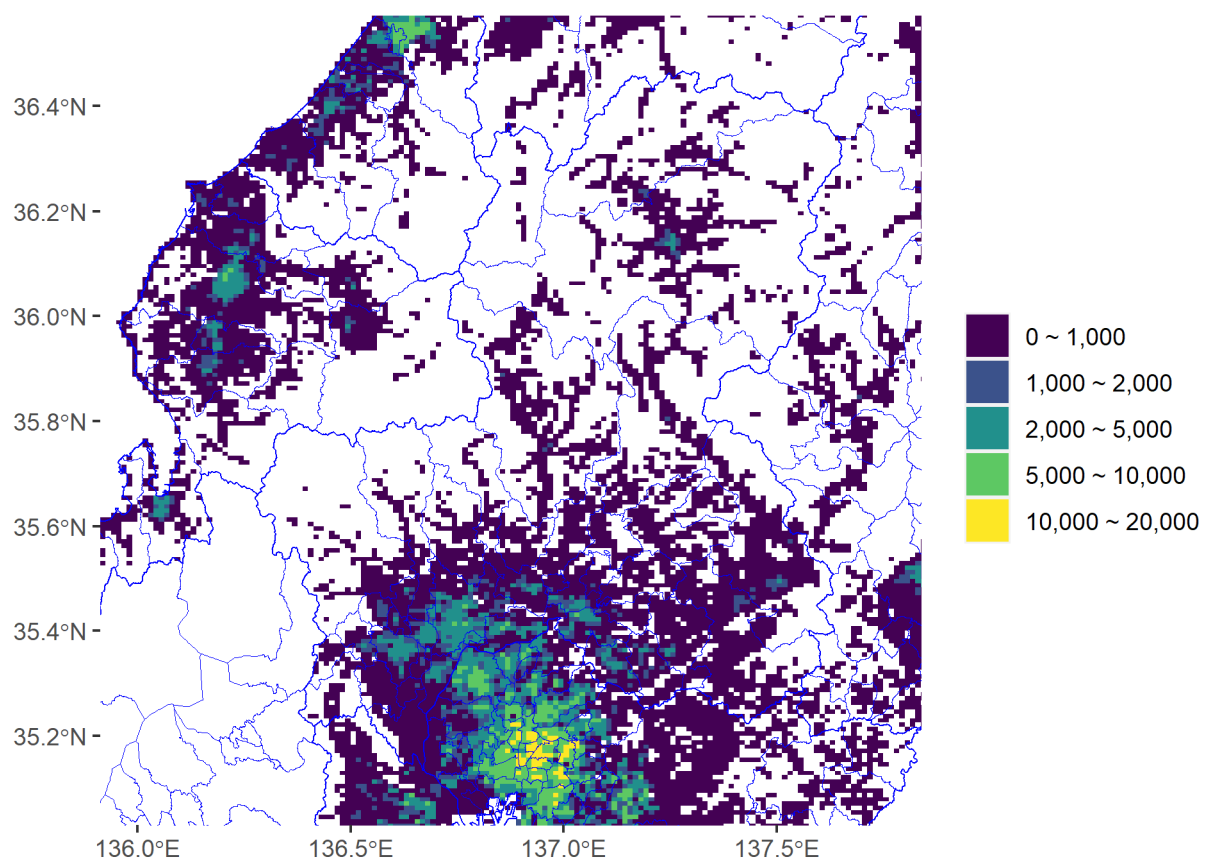 36.4°N
36.2°N
36.0°N
35.8°N
35.6°N
35.4°N
35.2°N
136.0°E
136.5°E
137.0°E
137.5°E
0 ~ 1,000
1,000 ~ 2,000
2,000 ~ 5,000
5,000 ~ 10,000
10,000 ~ 20,000